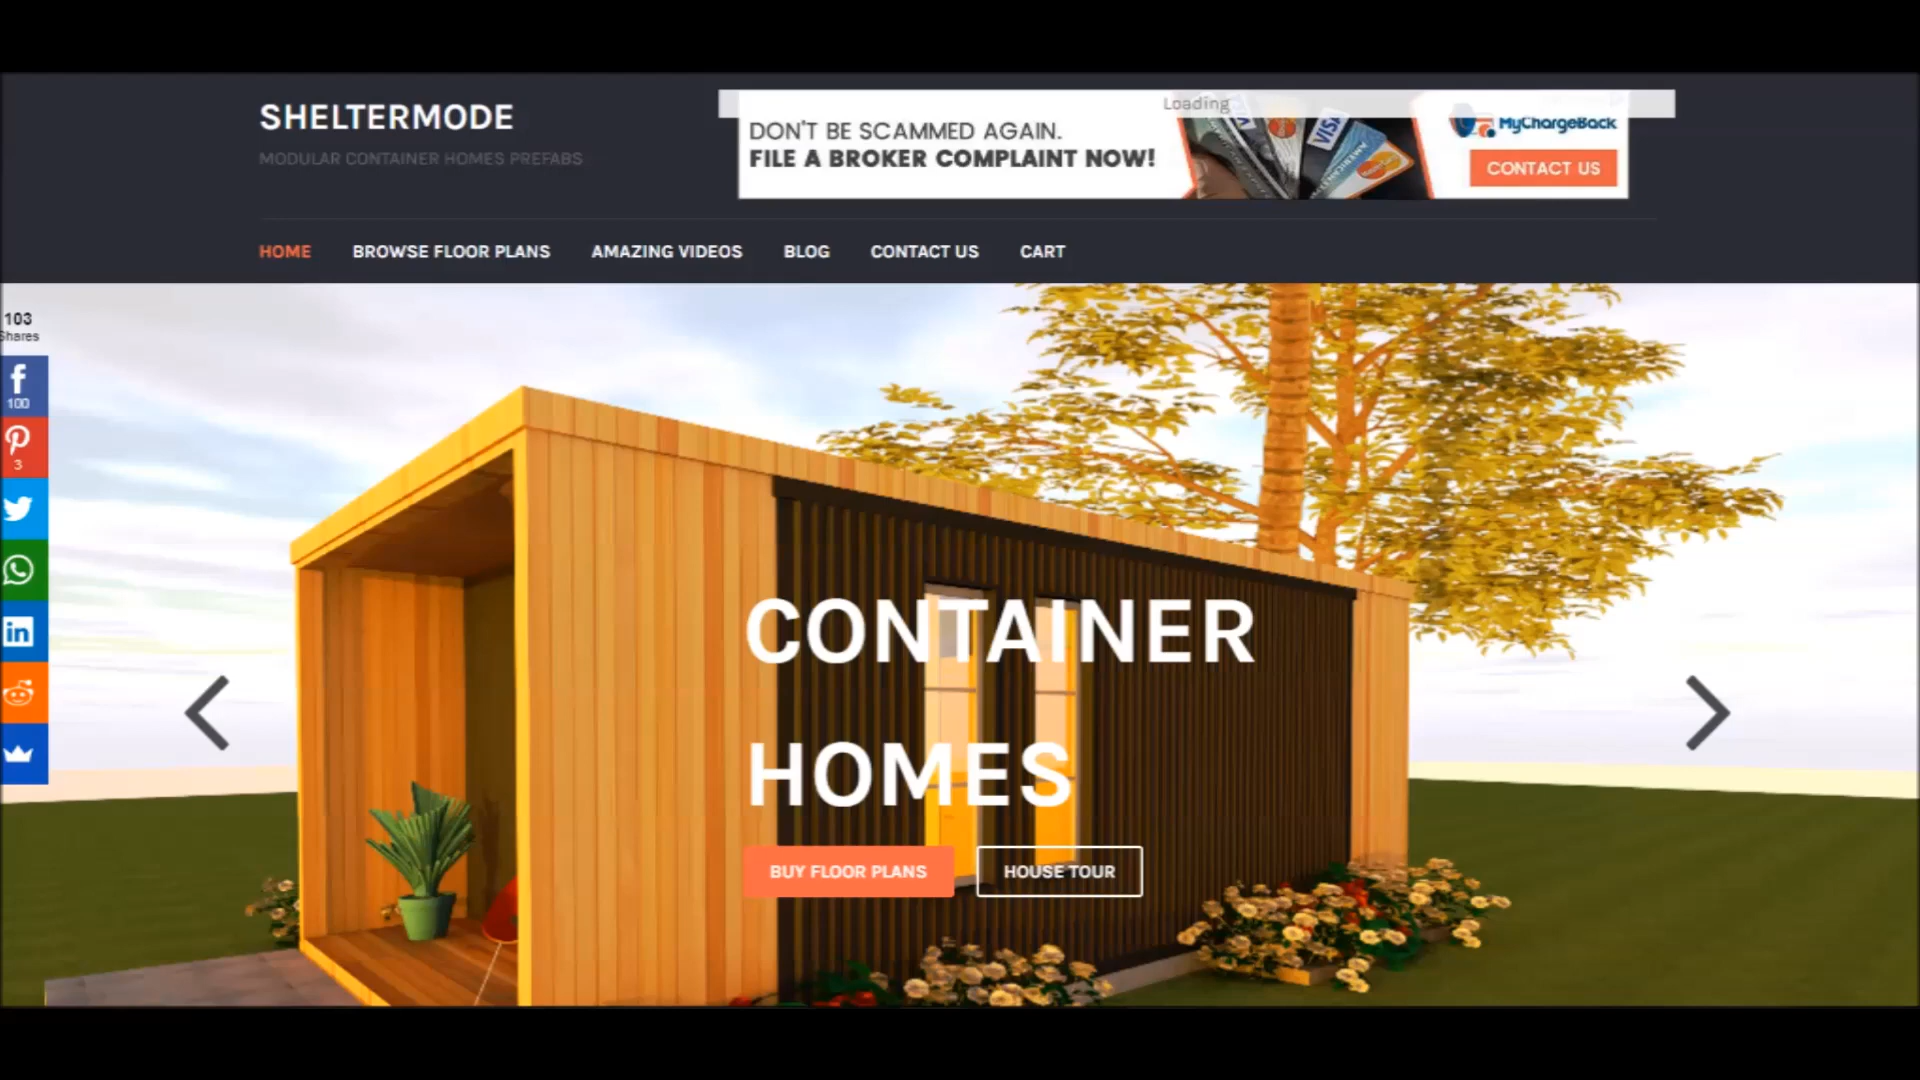 SHELTERMODE
MODULAR CONTAINER HOMES PREFABS
Loading
DON'T BE SCAMMED AGAIN.
FILE A BROKER COMPLAINT NOW!
VISA
MyChargeBack
CONTACT US
HOME BROWSE FLOOR PLANS AMAZING VIDEOS BLOG CONTACT US CART
103
Shares
100
3
CONTAINER
HOMES
BUY FLOOR PLANS HOUSE TOUR